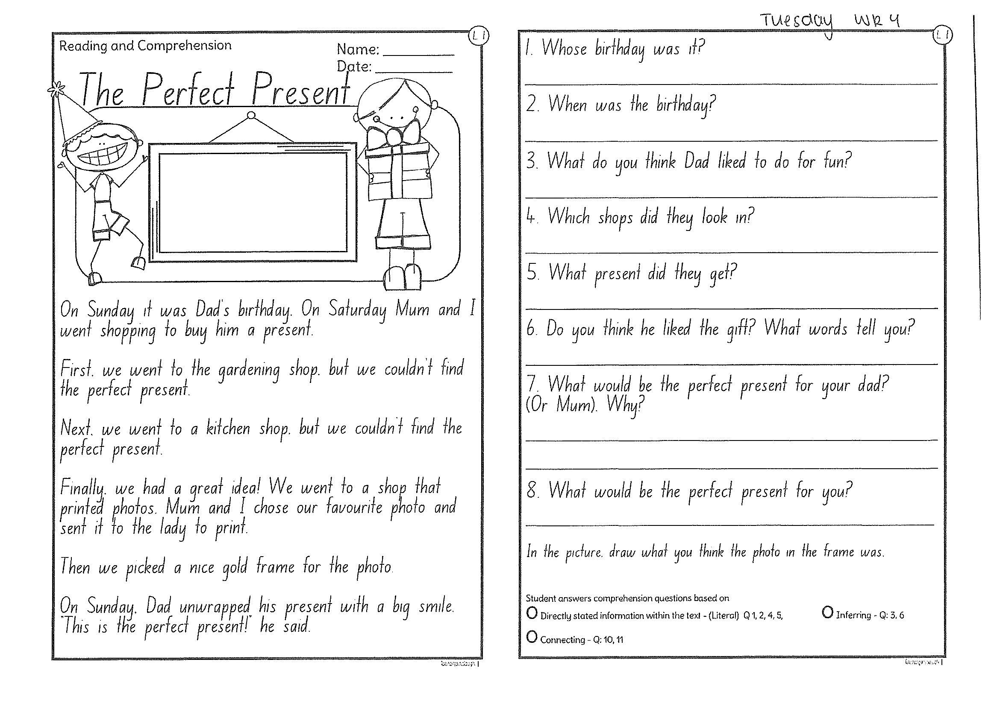 Tuesday WK 4
L 1
Reading and Comprehension
Name:
Date:
The Perfect Present
On Sunday it was Dad's birthday. On Saturday Mum and I
went shopping to buy him a present.
First, we went to the gardening shop, but we couldn't find
the perfect present.
Next, we went to a kitchen shop, but we couldn't find the
perfect present.
Finally, we had a great idea! We went to a shop that
printed photos. Mum and I chose our favourite photo and
sent it to the lady to print.
Then we picked a nice gold frame for the photo.
On Sunday, Dad unwrapped his present with a big smile.
"This is the perfect present!" he said.
L 1
1. Whose birthday was it?
2. When was the birthday?
3. What do you think Dad liked to do for fun?
4. Which shops did they look in?
5. What present did they get?
6. Do you think he liked the gift? What words tell you?
7. What would be the perfect present for your dad?
(Or Mum). Why?
8. What would be the perfect present for you?
In the picture, draw what you think the photo in the frame was.
Student answers comprehension questions based on
O Directly stated information within the text - (Literal) Q 1, 2, 4, 5,
O Inferring - Q: 3, 6
O Connecting - Q: 10, 11